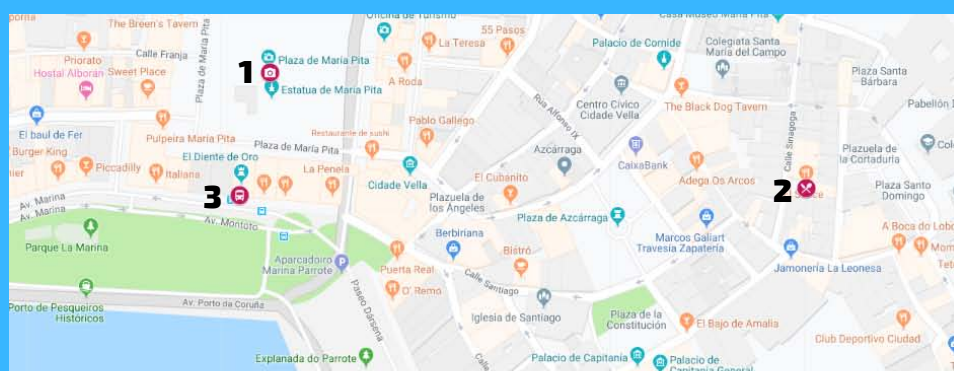 The Breen's Tavern
Oficina de Turismo
55 Pasos
Casa Museo María Pita
Calle Franja
Priorato
Plaza de María Pita
1
Plaza de María Pita
La Teresa
Palacio de Cornide
Colegiata Santa
María del Campo
Hostal Alborán
Sweet Place
Estatua de María Pita
A Roda
Rúa Alfonso IX
Centro Cívico
Cidade Vella
The Black Dog Tavern
Plaza Santa
Bárbara
El baul de Fer
Pulpeira María Pita
Restaurante de sushi
Plaza de María Pita
Pablo Gallego
Azcárraga
CaixaBank
Calle Sinagoga
Plazuela de
la Cortaduría
Burger King
Piccadilly
Italiana
El Diente de Oro
La Penela
Cidade Vella
El Cubanito
Adega Os Arcos
Plaza Santo
Domingo
3
2
Av. Marina
Av. Marina
Av. Montoto
Plazuela de
los Ángeles
Plaza de Azcárraga
A Boca do Lobo
Parque La Marina
Berbiriana
Marcos Galiart
Travesía Zapatería
Aparcadoiro
Marina Parrote
Puerta Real
Bistró
Jamonería La Leonesa
Calle Santiago
O' Remo
Av. Porto da Coruña
Porto de Pesqueiros
Históricos
Paseo Dársena
Iglesia de Santiago
Plaza de la
Constitución
El Bajo de Amalia
Club Deportivo Ciudad
Explanada do Parrote
Palacio de Capitanía
Palacio de
Capitanía General